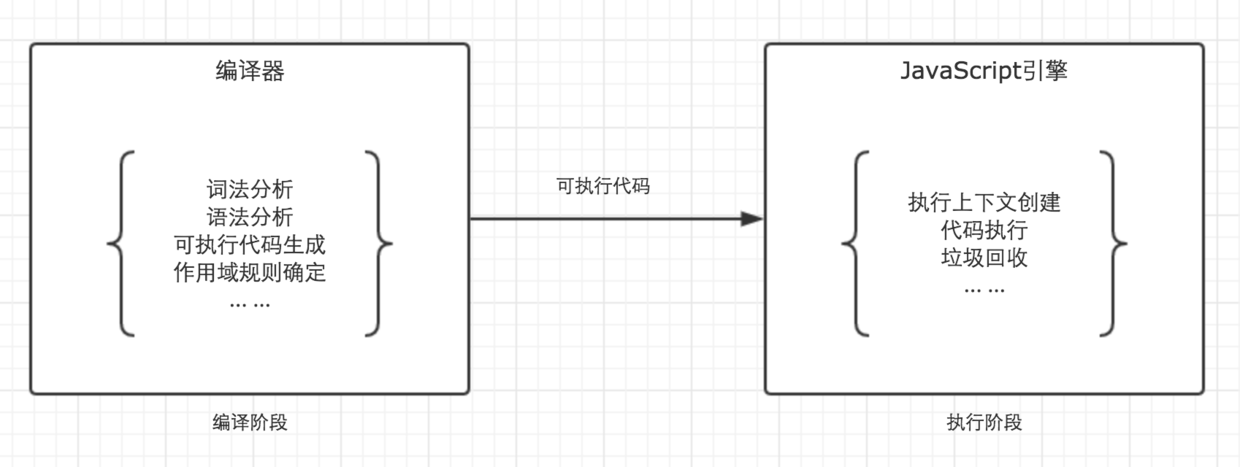 编译器
词法分析
语法分析
可执行代码生成
作用域规则确定
... ...
编译阶段
可执行代码
JavaScript引擎
执行上下文创建
代码执行
垃圾回收
... ...
执行阶段